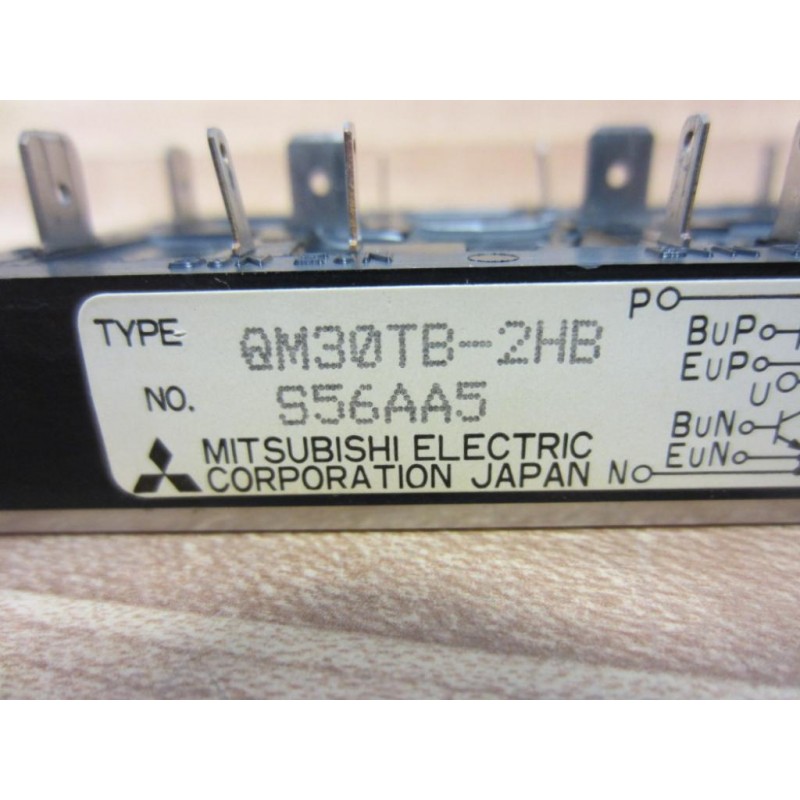 TYPE QM30TB-2HB
NO. S56AA5
MITSUBISHI ELECTRIC
CORPORATION JAPAN
P
BuP
EuP
U
BuN
EuN
N